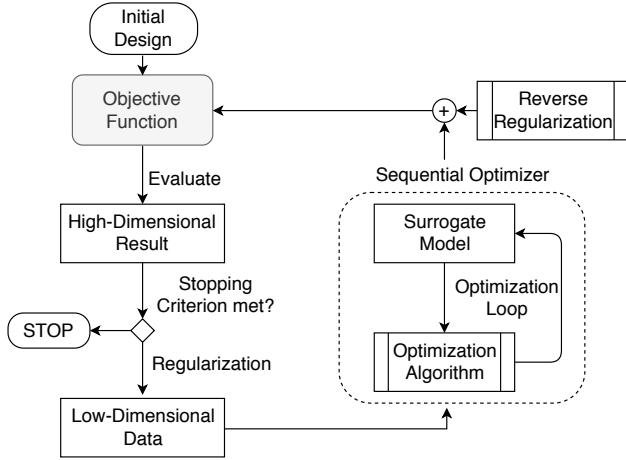 Initial
Design
Objective
Function
Reverse
Regularization
Evaluate
Sequential Optimizer
High-Dimensional
Result
Surrogate
Model
Stopping
Criterion met?
Optimization
Loop
STOP
Regularization
Optimization
Algorithm
Low-Dimensional
Data